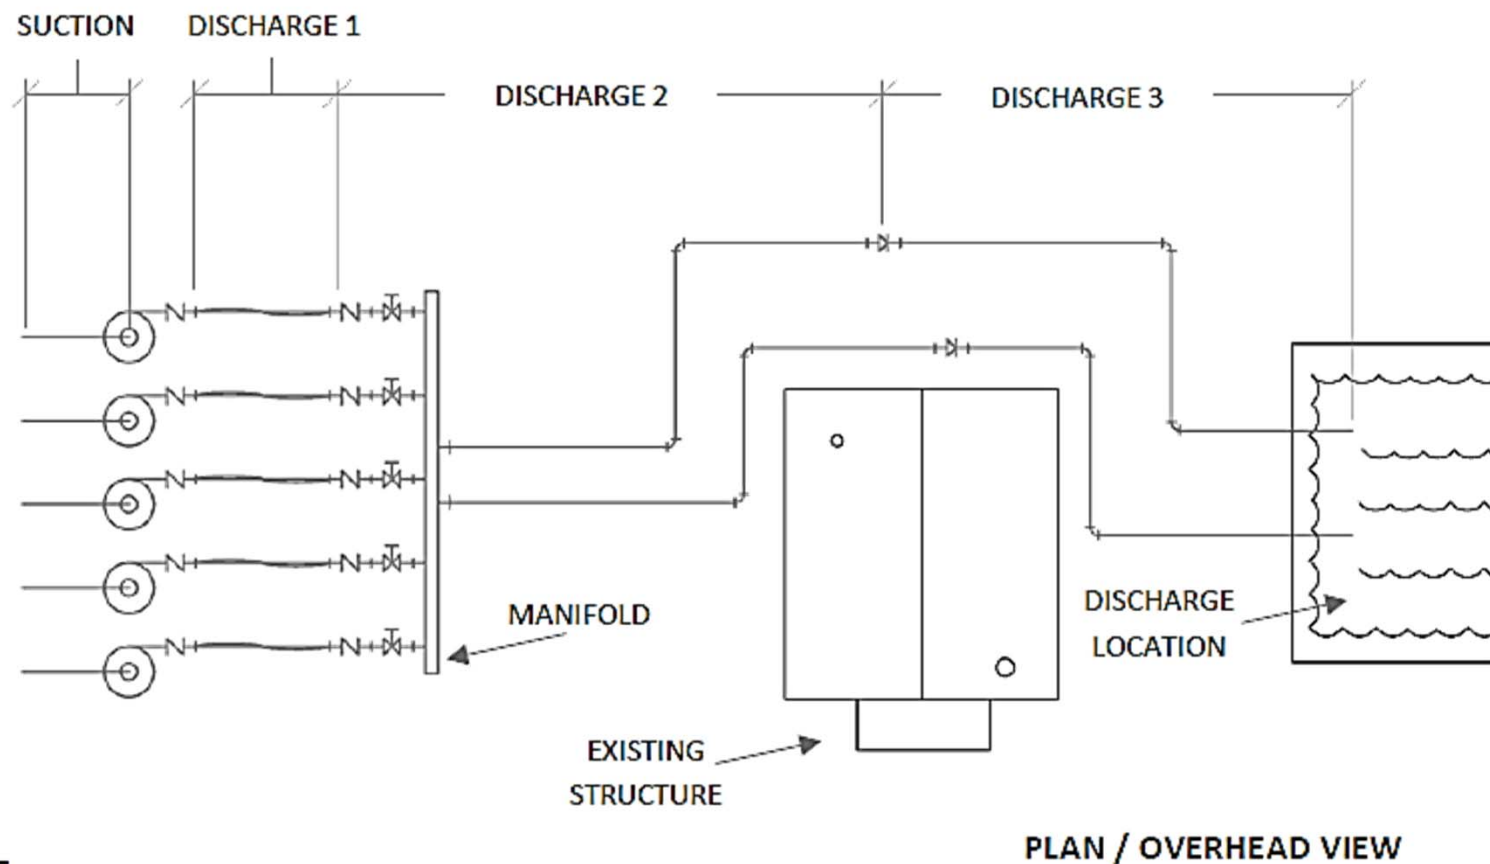 SUCTION
DISCHARGE 1
DISCHARGE 2
DISCHARGE 3
MANIFOLD
DISCHARGE
LOCATION
EXISTING
STRUCTURE
PLAN / OVERHEAD VIEW